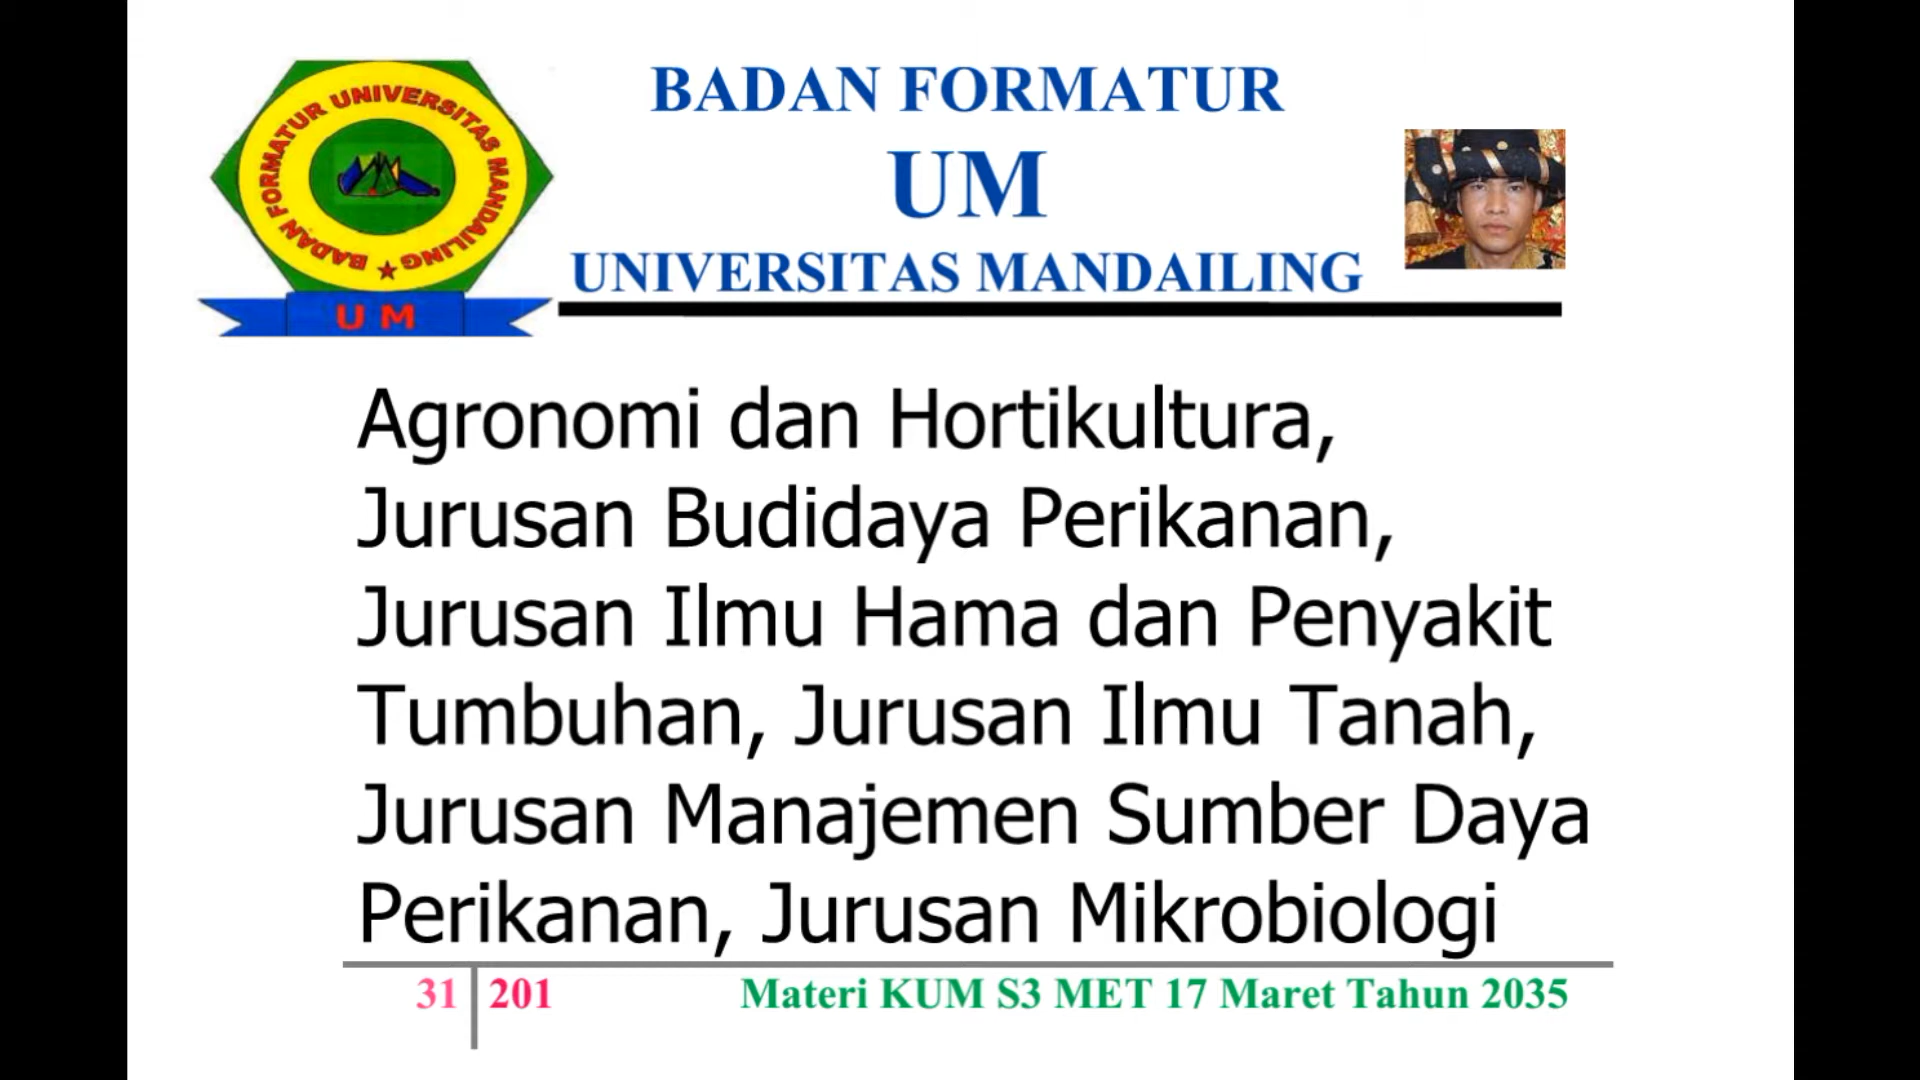 BADAN FORMATUR UNIVERSITAS MANDAILING
UM
BADAN FORMATUR
UM
UNIVERSITAS MANDAILING
Agronomi dan Hortikultura,
Jurusan Budidaya Perikanan,
Jurusan Ilmu Hama dan Penyakit
Tumbuhan, Jurusan Ilmu Tanah,
Jurusan Manajemen Sumber Daya
Perikanan, Jurusan Mikrobiologi
31 201 Materi KUM S3 MET 17 Maret Tahun 2035